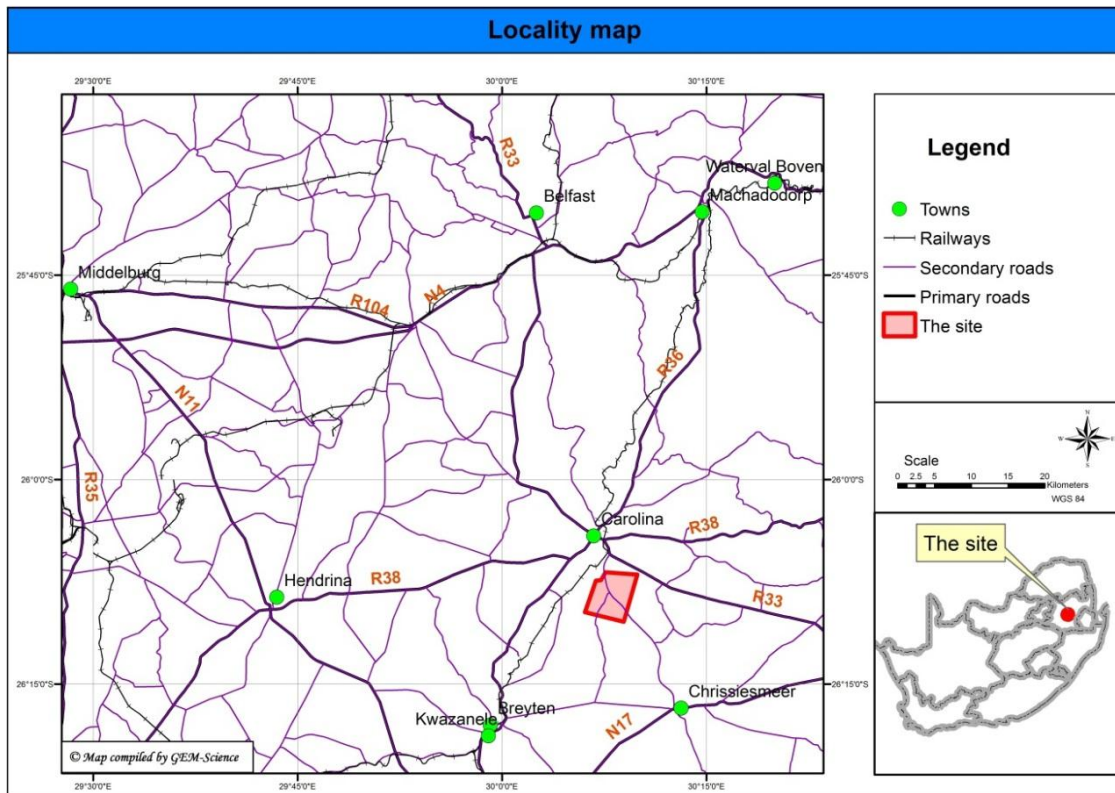 Locality map
29°30'0"E
29°45'0"E
30°0'0"E
30°15'0"E
R33
Waterval Boven
Belfast
Machadodorp
25°45'0"S
25°45'0"S
Middelburg
R104
N4
R36
N11
R35
26°0'0"S
26°0'0"S
Carolina
R38
Hendrina
R38
R33
26°15'0"S
26°15'0"S
Chrissiesmeer
Breyten
Kwazanele
N17
© Map compiled by GEM-Science
29°30'0"E
29°45'0"E
30°0'0"E
30°15'0"E
Legend
Towns
Railways
Secondary roads
Primary roads
The site
N
W
E
S
Scale
0 2.5 5 10 15 20
Kilometers
WGS 84
The site